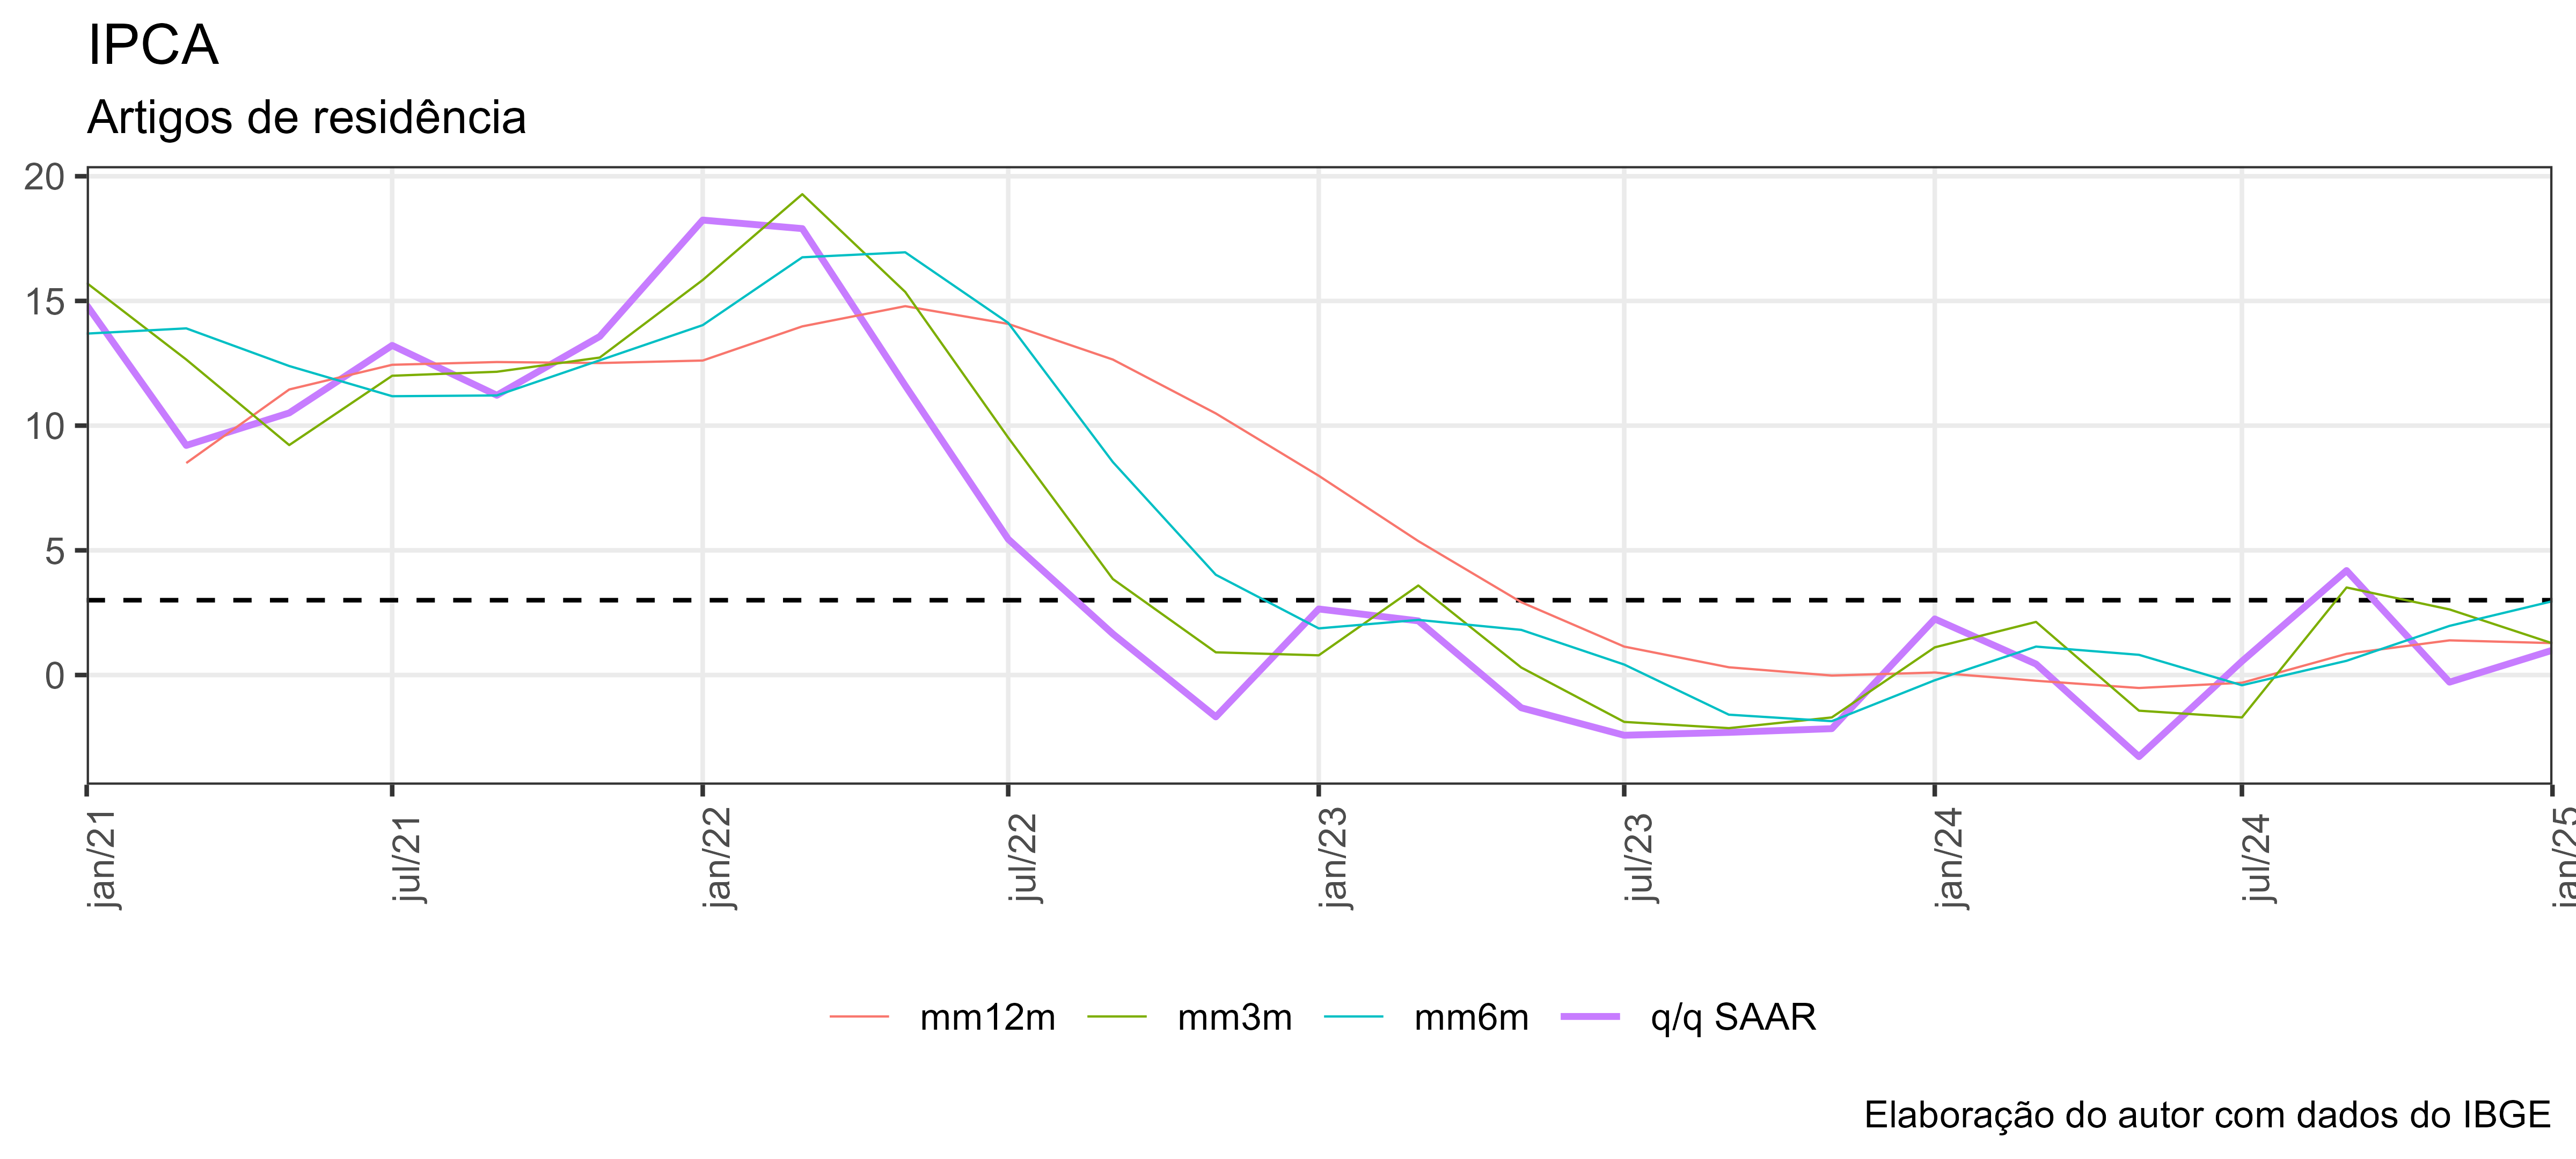 IPCA
Artigos de residência
20
15
10
5
0
jan/21
jul/21
jan/22
jul/22
jan/23
jul/23
jan/24
jul/24
jan/25
mm12m mm3m mm6m q/q SAAR
Elaboração do autor com dados do IBGE